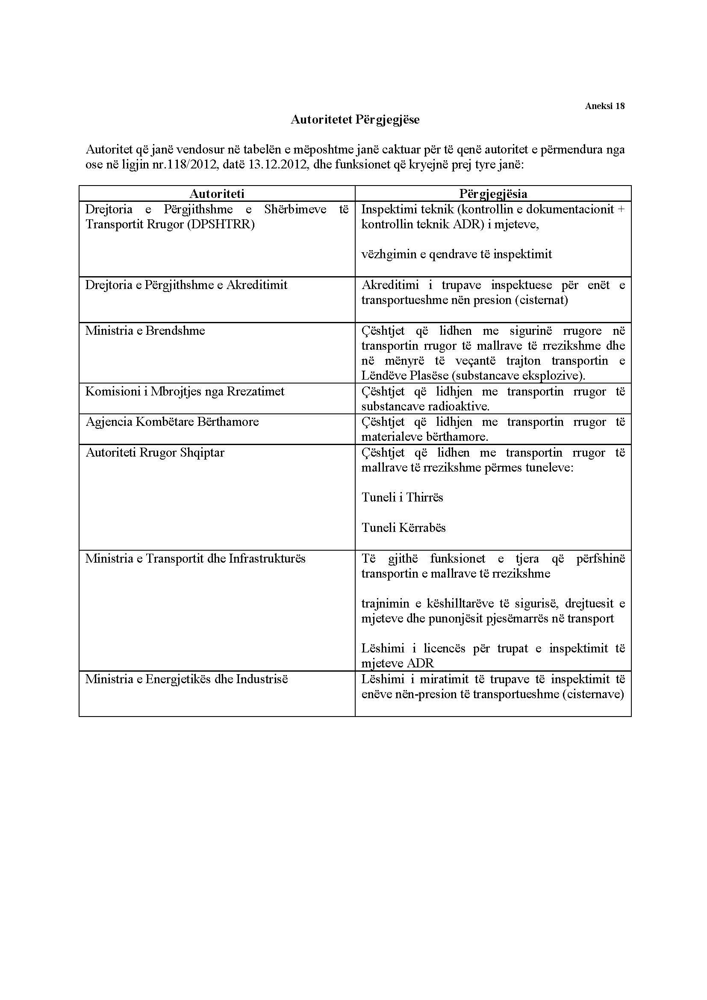 Aneksi 18
Autoritetet Përgjegjëse
Autoritet që janë vendosur në tabelën e mëposhtme janë caktuar për të qenë autoritet e përmendura nga
ose në ligjin nr.118/2012, datë 13.12.2012, dhe funksionet që kryejnë prej tyre janë:
Autoriteti
Përgjegjësia
Drejtoria e Përgjithshme e Shërbimeve të
Transportit Rrugor (DPSHTRR)
Inspektimi teknik (kontrollin e dokumentacionit +
kontrollin teknik ADR) i mjeteve,
vëzhgimin e qendrave të inspektimit
Drejtoria e Përgjithshme e Akreditimit
Akreditimi i trupave inspektuese për enët e
transportueshme nën presion (cisternat)
Ministria e Brendshme
Çështjet që lidhen me sigurinë rrugore në
transportin rrugor të mallrave të rrezikshme dhe
në mënyrë të veçantë trajton transportin e
Lëndëve Plasëse (substancave eksplozive).
Komisioni i Mbrojtjes nga Rrezatimet
Çështjet që lidhjen me transportin rrugor të
substancave radioaktive.
Agjencia Kombëtare Bërthamore
Çështjet që lidhjen me transportin rrugor të
materialeve bërthamore.
Autoriteti Rrugor Shqiptar
Çështjet që lidhen me transportin rrugor të
mallrave të rrezikshme përmes tuneleve:
Tuneli i Thirrës
Tuneli Kërrabës
Ministria e Transportit dhe Infrastrukturës
Të gjithë funksionet e tjera që përfshinë
transportin e mallrave të rrezikshme
trajnimin e këshilltarëve të sigurisë, drejtuesit e
mjeteve dhe punonjësit pjesëmarrës në transport
Lëshimi i licencës për trupat e inspektimit të
mjeteve ADR
Ministria e Energjetikës dhe Industrisë
Lëshimi i miratimit të trupave të inspektimit të
enëve nën-presion të transportueshme (cisternave)